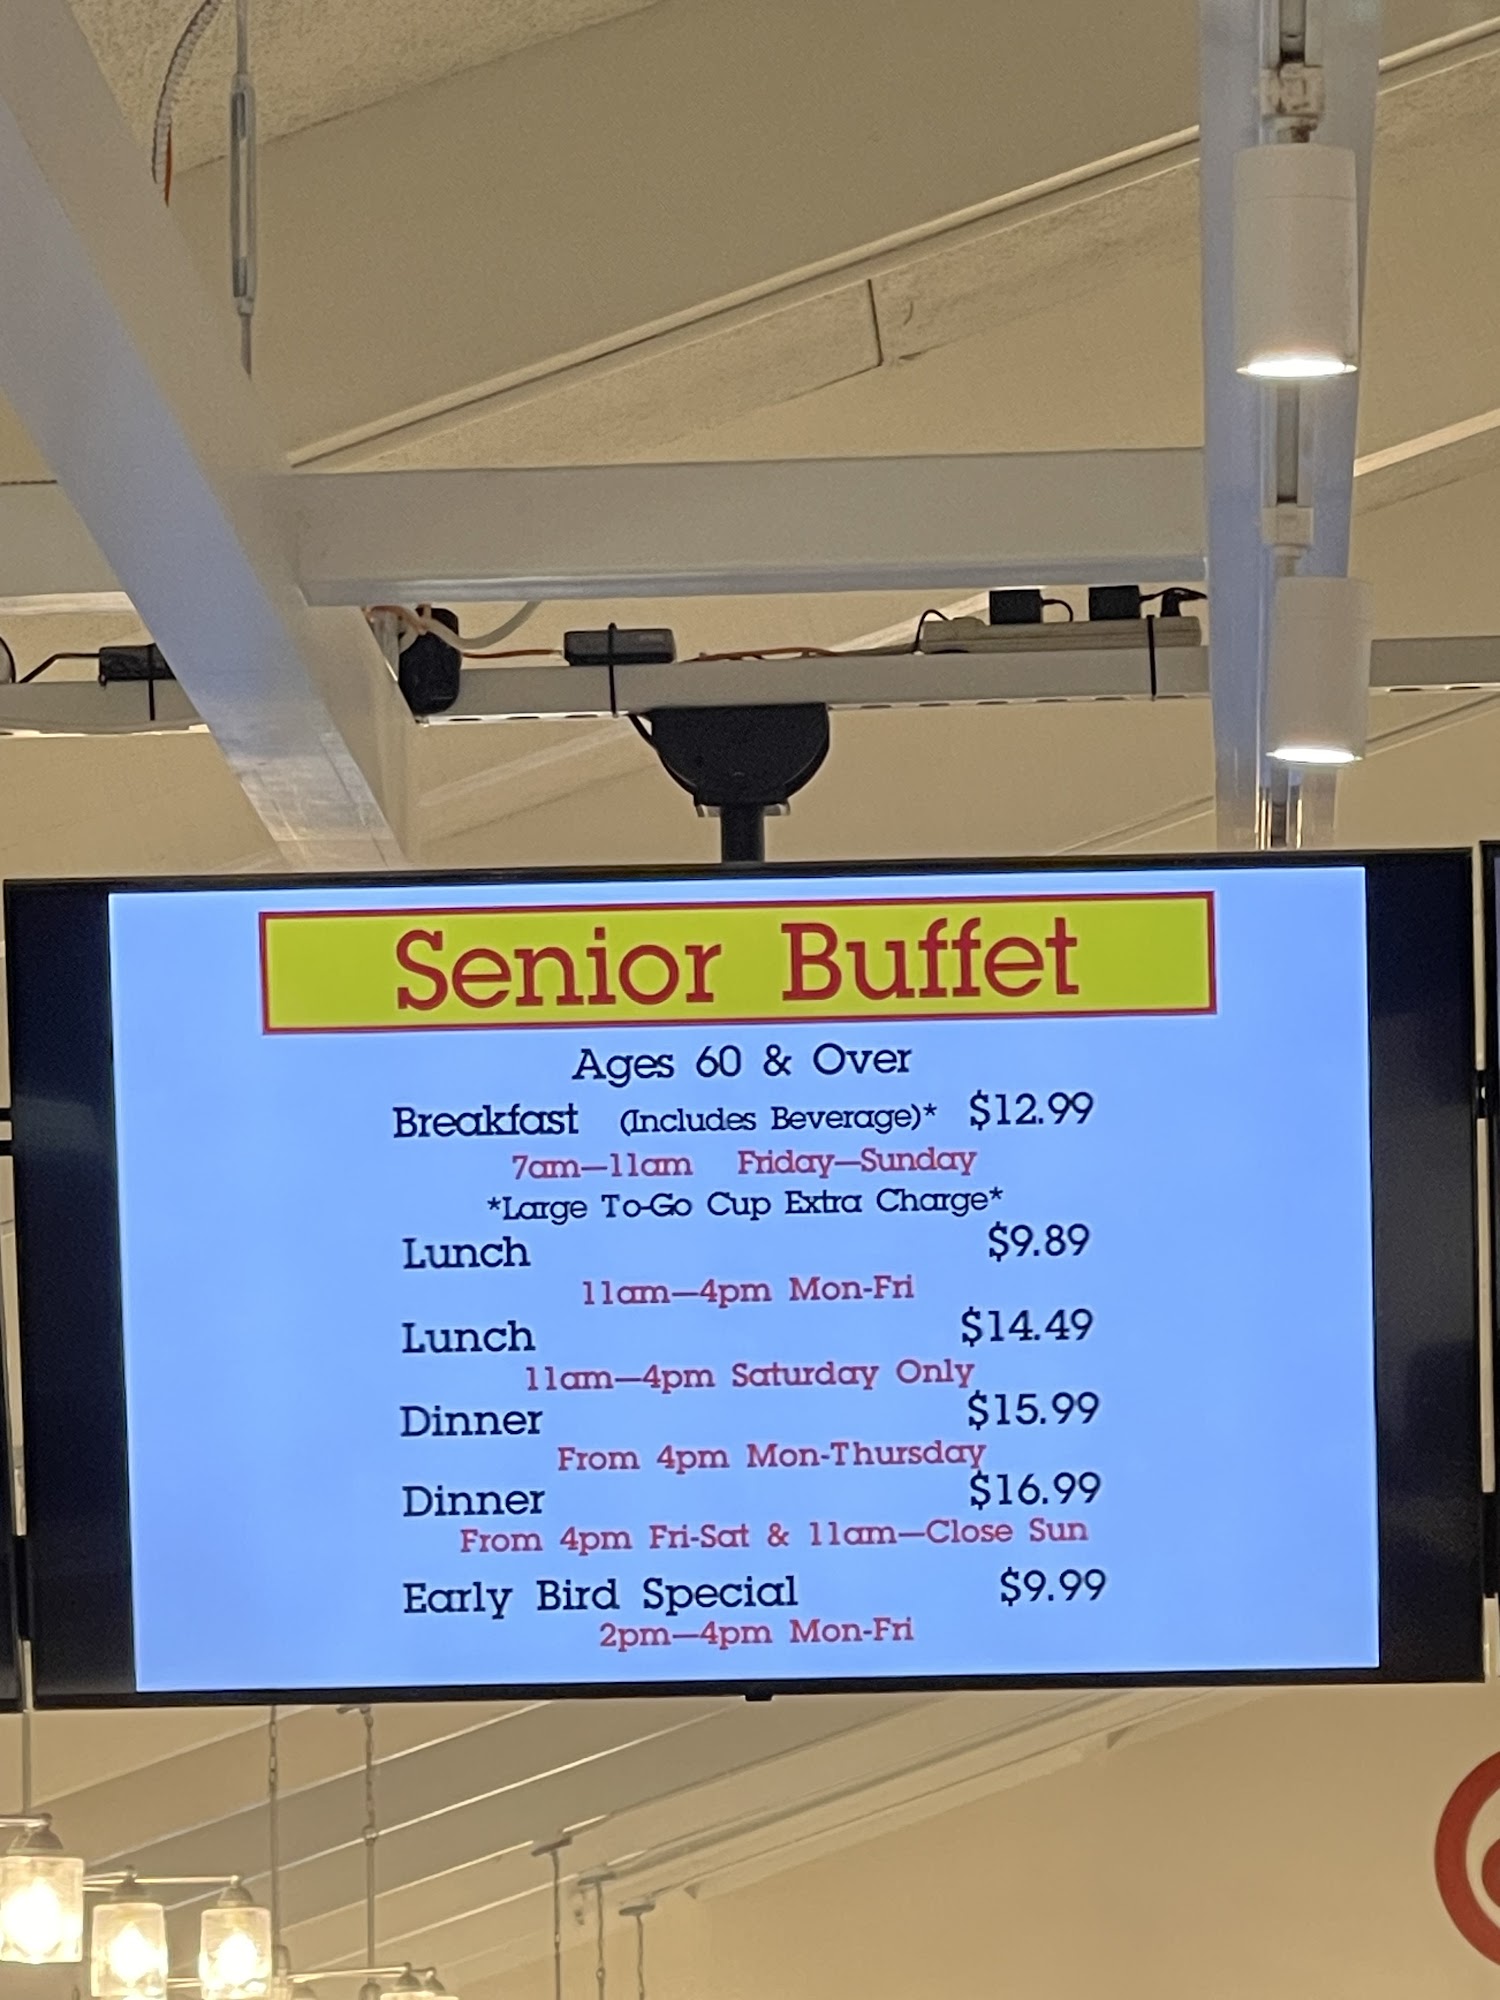 Senior Buffet
Ages 60 & Over
Breakfast (Includes Beverage)* $12.99
7am—11am Friday—Sunday
*Large To-Go Cup Extra Charge*
Lunch $9.89
11am—4pm Mon-Fri
Lunch $14.49
11am—4pm Saturday Only
Dinner $15.99
From 4pm Mon-Thursday
Dinner $16.99
From 4pm Fri-Sat & 11am—Close Sun
Early Bird Special $9.99
2pm—4pm Mon-Fri